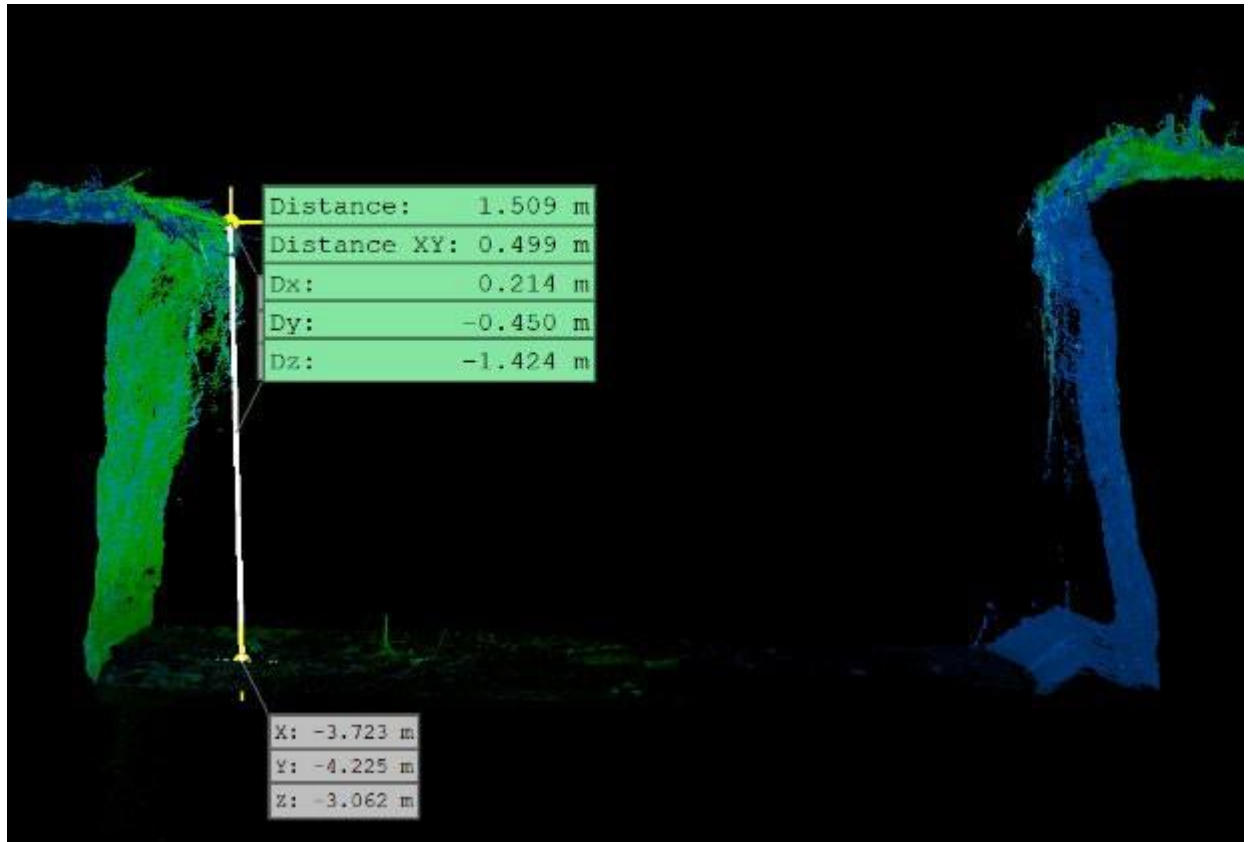 Distance: 1.509 m
Distance XY: 0.499 m
Dx: 0.214 m
Dy: -0.450 m
Dz: -1.424 m
X: -3.723 m
Y: -4.225 m
Z: -3.062 m